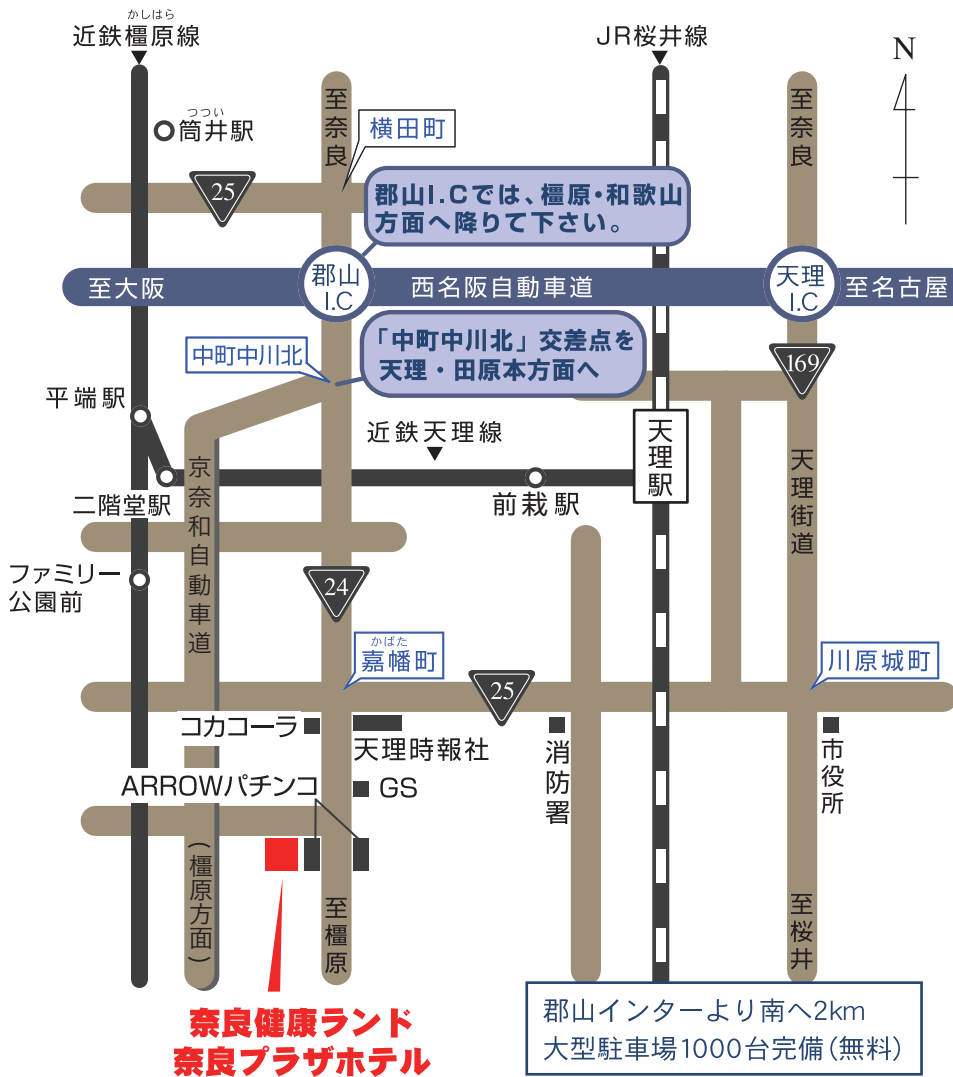 かしはら
近鉄橿原線
JR桜井線
N
つつい
筒井駅
至奈良
横田町
至奈良
25
郡山I.Cでは、橿原・和歌山
方面へ降りて下さい。
至大阪
郡山
I.C
西名阪自動車道
天理
I.C
至名古屋
中町中川北
「中町中川北」交差点を
天理・田原本方面へ
169
平端駅
近鉄天理線
天理駅
天理街道
二階堂駅
前栽駅
京奈和自動車道
ファミリー
公園前
24
かばた
嘉幡町
川原城町
25
コカコーラ
天理時報社
消防署
市役所
ARROWパチンコ
GS
(橿原方面)
至橿原
至桜井
奈良健康ランド
奈良プラザホテル
郡山インターより南へ2km
大型駐車場1000台完備(無料)